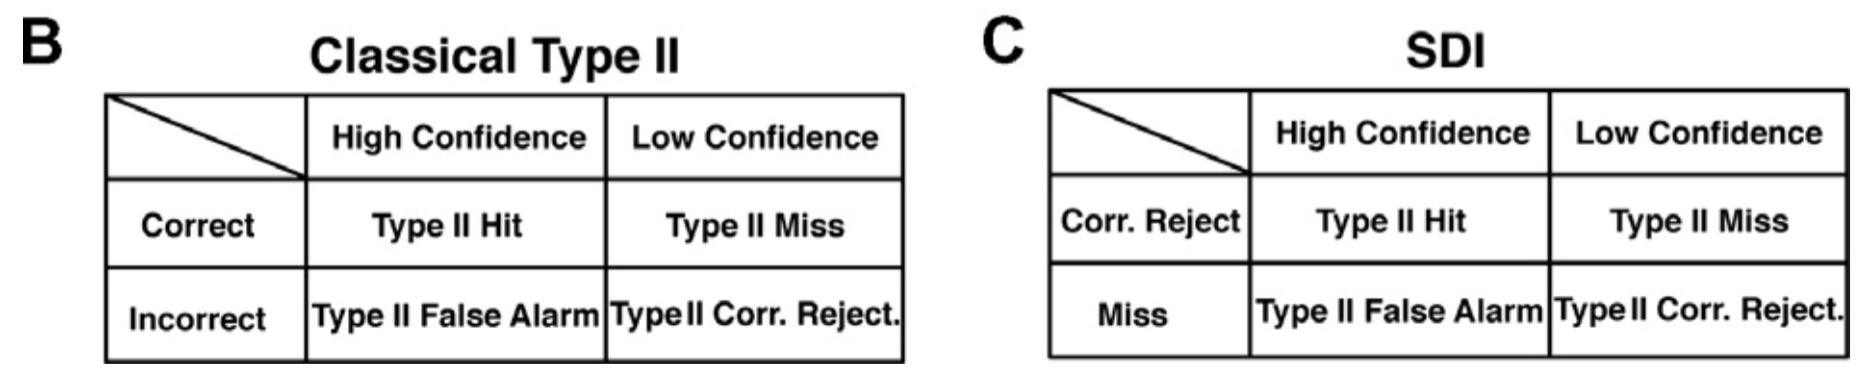 B
Classical Type II
High Confidence
Low Confidence
Correct
Type II Hit
Type II Miss
Incorrect
Type II False Alarm
Type II Corr. Reject.
C
SDI
High Confidence
Low Confidence
Corr. Reject
Type II Hit
Type II Miss
Miss
Type II False Alarm
Type II Corr. Reject.